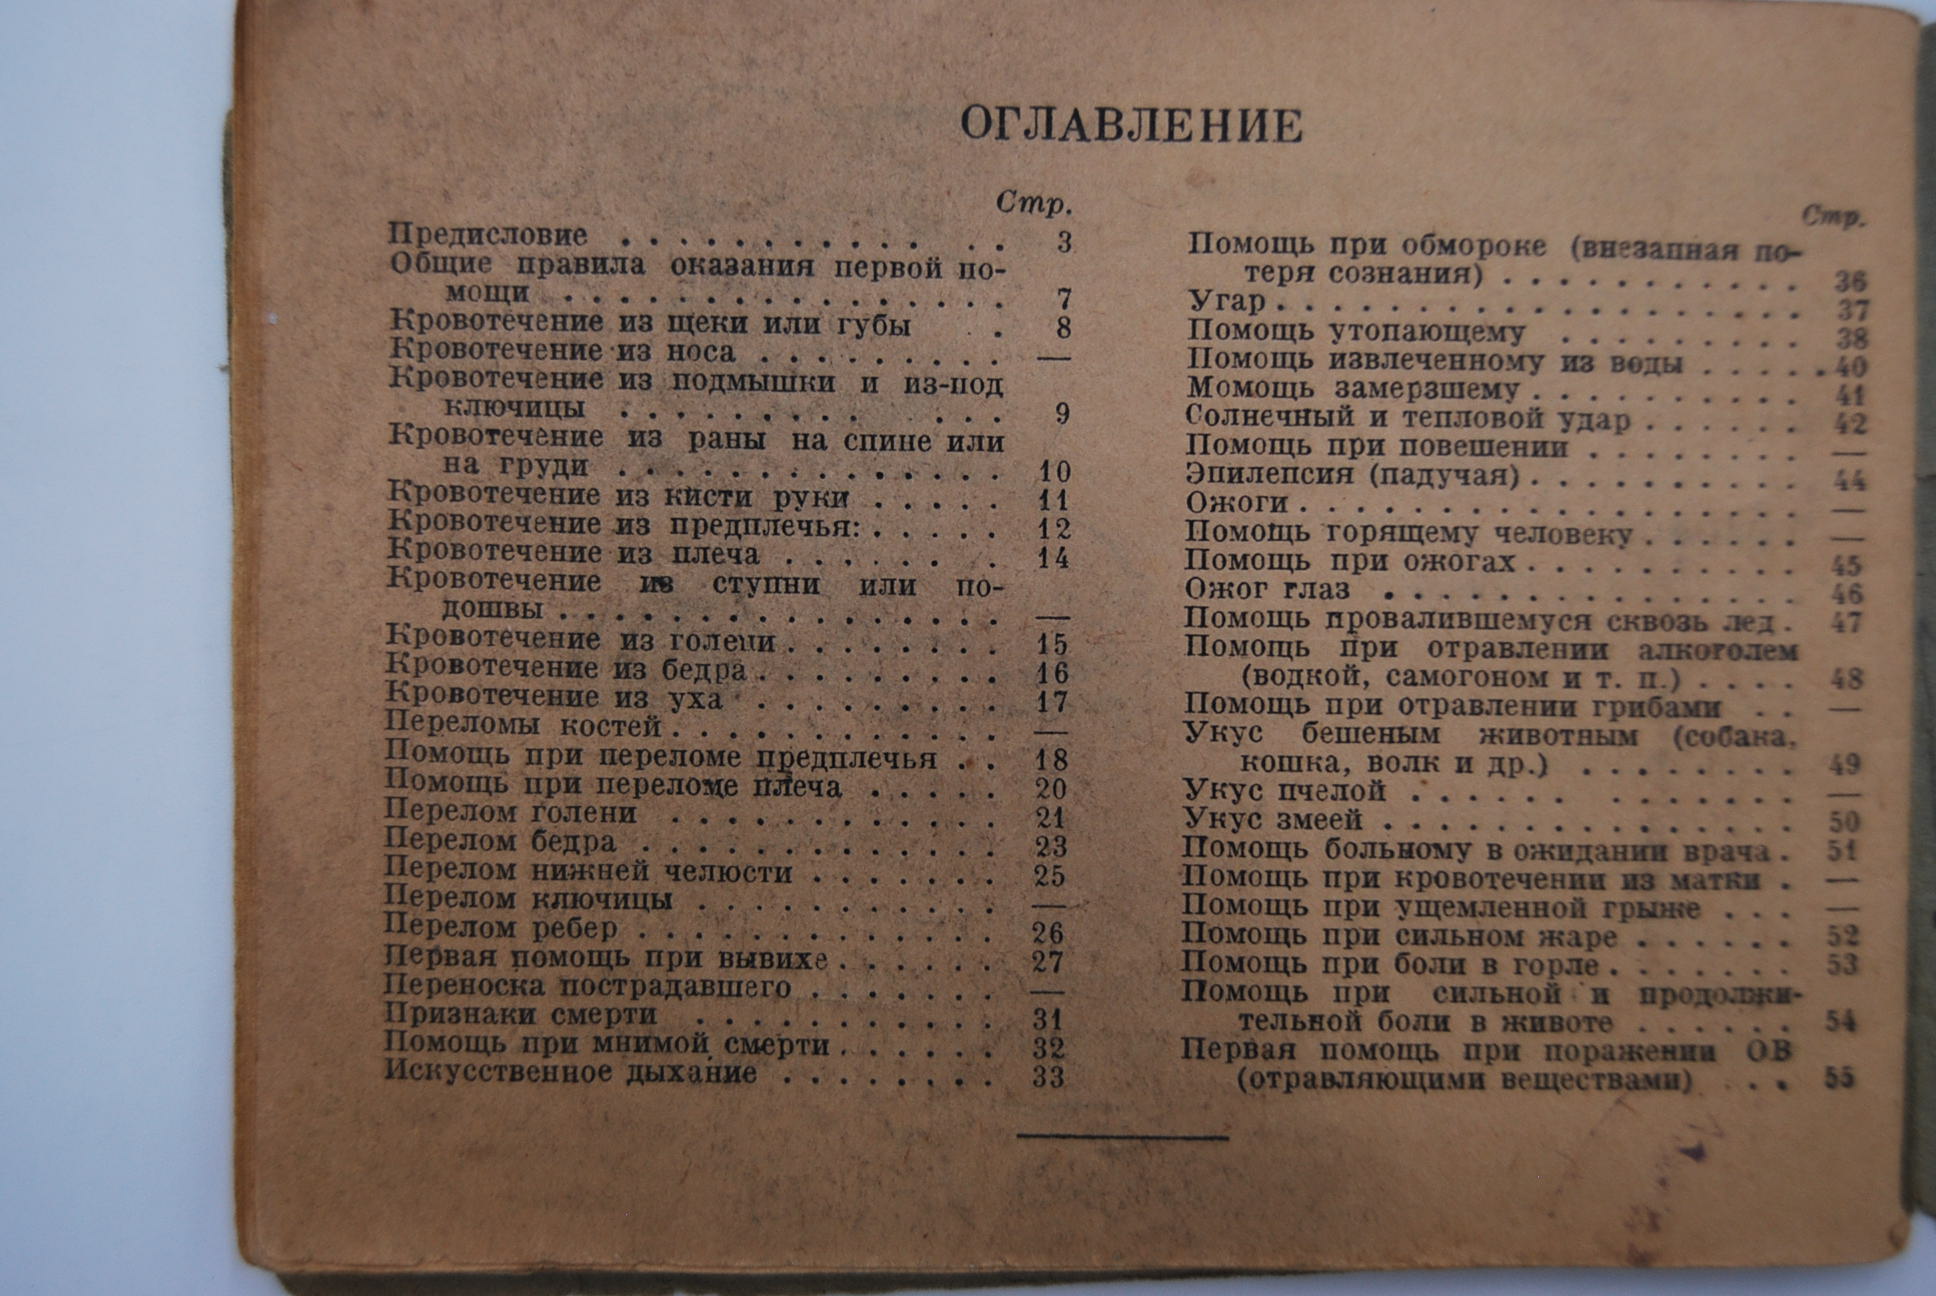 ОГЛАВЛЕНИЕ
Стр.
Предисловие . . . . . . . . . . . . . 3
Общие правила оказания первой по-
мощи . . . . . . . . . . . . . . . . 7
Кровотечение из щеки или губы . 8
Кровотечение из носа . . . . . . . . . —
Кровотечение из подмышки и из-под
ключицы . . . . . . . . . . . . 9
Кровотечение из раны на спине или
на груди . . . . . . . . . . . . . . 10
Кровотечение из кисти руки . . . . . 11
Кровотечение из предплечья: . . . . . 12
Кровотечение из плеча . . . . . . . 14
Кровотечение из ступни или по-
дошвы . . . . . . . . . . . . . . . . —
Кровотечение из голени . . . . . . . . 15
Кровотечение из бедра . . . . . . . . . 16
Кровотечение из уха . . . . . . . . . 17
Переломы костей . . . . . . . . . . . . —
Помощь при переломе предплечья . . 18
Помощь при переломе плеча . . . . . 20
Перелом голени . . . . . . . . . . . . 21
Перелом бедра . . . . . . . . . . . . . 23
Перелом нижней челюсти . . . . . . . 25
Перелом ключицы . . . . . . . . . . . —
Перелом ребер . . . . . . . . . . . . . 26
Первая помощь при вывихе . . . . . . 27
Переноска пострадавшего . . . . . . . —
Признаки смерти . . . . . . . . . . . 31
Помощь при мнимой смерти . . . . . . 32
Искусственное дыхание . . . . . . . . 33
Стр.
Помощь при обмороке (внезапная по-
теря сознания) . . . . . . . . . . . 36
Угар . . . . . . . . . . . . . . . . . . . 37
Помощь утопающему . . . . . . . . . 38
Помощь извлеченному из воды . . . . . 40
Момощь замерзшему . . . . . . . . . . 41
Солнечный и тепловой удар . . . . . . 42
Помощь при повешении . . . . . . . . —
Эпилепсия (падучая) . . . . . . . . . . 44
Ожоги . . . . . . . . . . . . . . . . . . —
Помощь горящему человеку . . . . . . —
Помощь при ожогах . . . . . . . . . . 45
Ожог глаз . . . . . . . . . . . . . . . 46
Помощь провалившемуся сквозь лед . 47
Помощь при отравлении алкоголем
(водкой, самогоном и т. п.) . . . . 48
Помощь при отравлении грибами . . —
Укус бешеным животным (собака,
кошка, волк и др.) . . . . . . . . 49
Укус пчелой . . . . . . . . . . . . . —
Укус змеей . . . . . . . . . . . . . . . 50
Помощь больному в ожидании врача . 51
Помощь при кровотечении из матки . —
Помощь при ущемленной грыже . . . —
Помощь при сильном жаре . . . . . . 52
Помощь при боли в горле . . . . . . . 53
Помощь при сильной и продолжи-
тельной боли в животе . . . . . . 54
Первая помощь при поражении ОВ
(отравляющими веществами) . . . 55